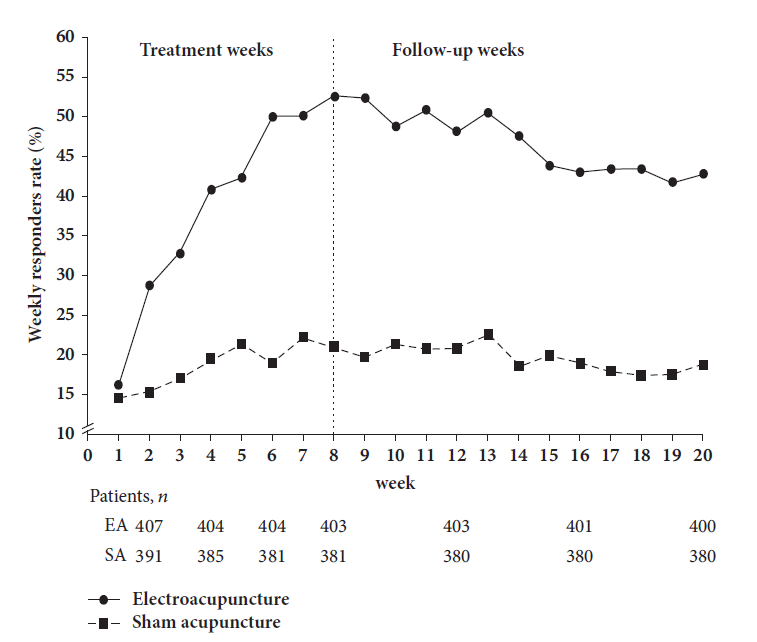 60
Treatment weeks Follow-up weeks
55
50
45
40
35
30
25
20
15
10
Weekly responders rate (%)
0 1 2 3 4 5 6 7 8 9 10 11 12 13 14 15 16 17 18 19 20
week
Patients, n
EA 407 404 404 403 403 401 400
SA 391 385 381 381 380 380 380
Electroacupuncture
Sham acupuncture